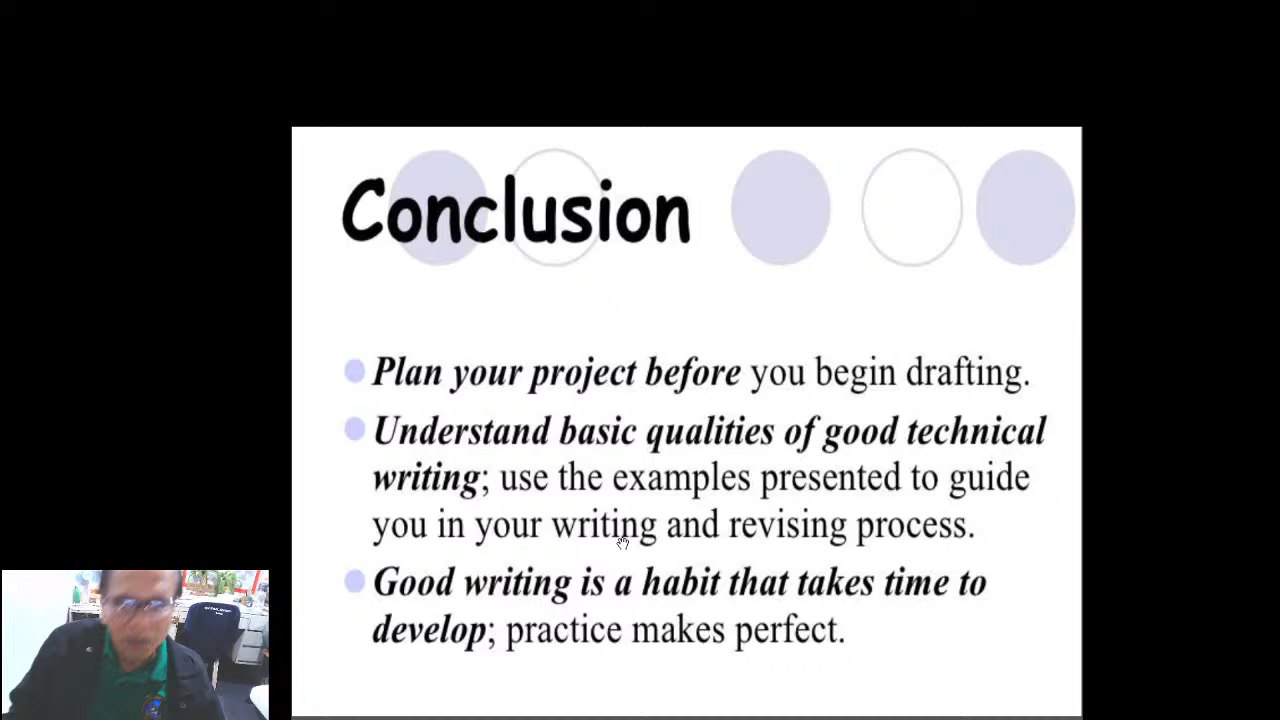 Conclusion
Plan your project before you begin drafting.
Understand basic qualities of good technical
writing; use the examples presented to guide
you in your writing and revising process.
Good writing is a habit that takes time to
develop; practice makes perfect.